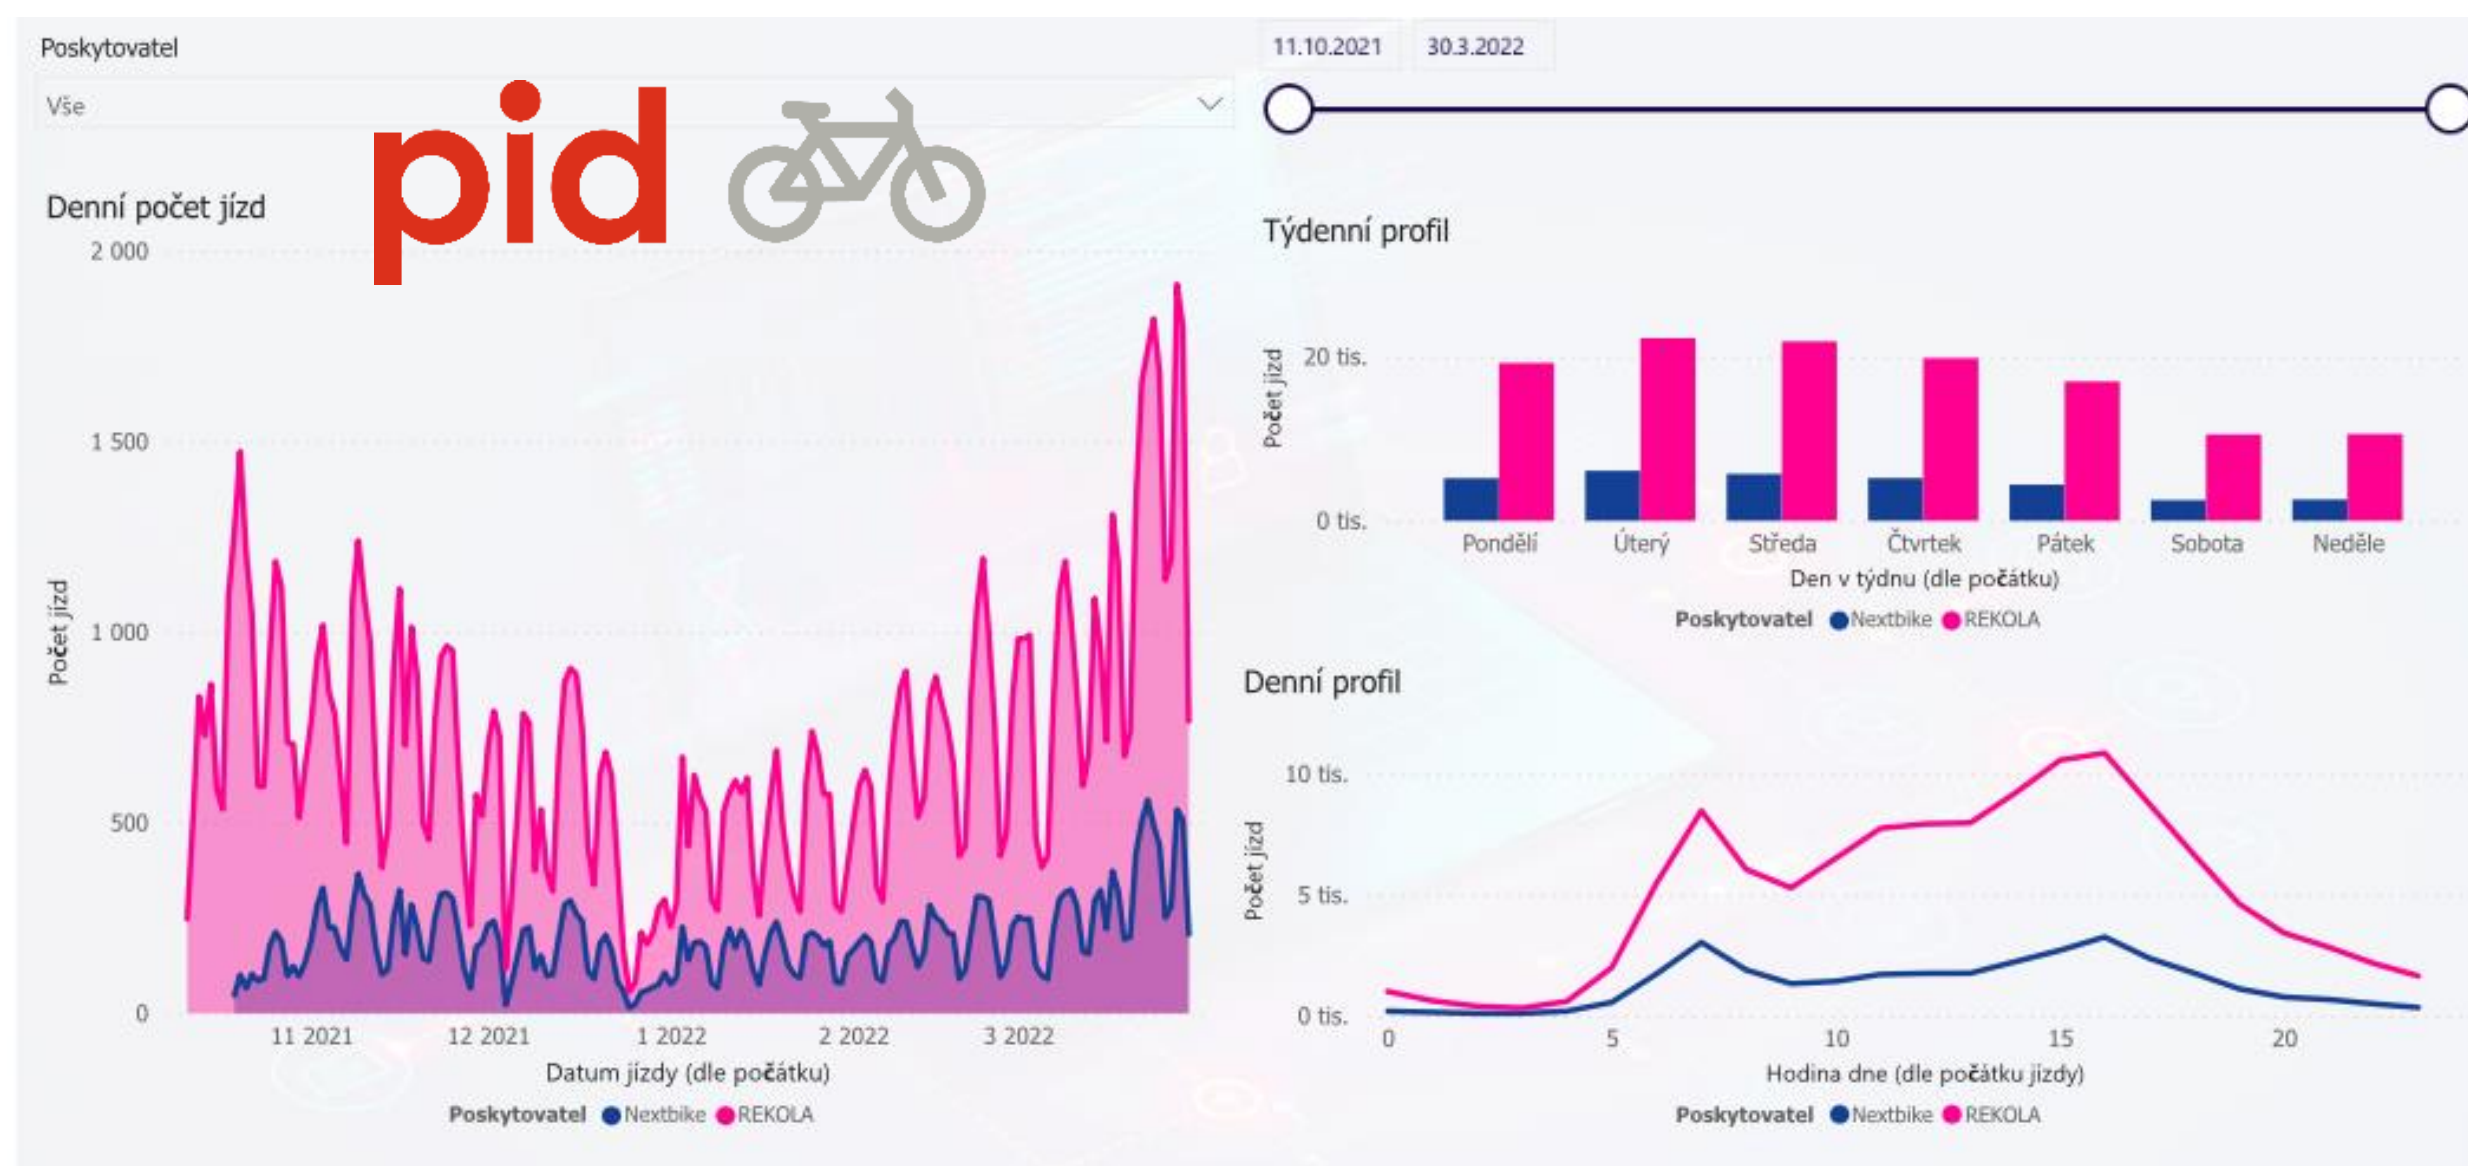 Poskytovatel
Vše
11.10.2021 30.3.2022
pid
Denní počet jízd
2 000
1 500
1 000
500
0
Počet jízd
11 2021 12 2021 1 2022 2 2022 3 2022
Datum jízdy (dle počátku)
Poskytovatel Nextbike REKOLA
Týdenní profil
Počet jízd
20 tis.
0 tis.
Pondělí Úterý Středa Čtvrtek Pátek Sobota Neděle
Den v týdnu (dle počátku)
Poskytovatel Nextbike REKOLA
Denní profil
Počet jízd
10 tis.
5 tis.
0 tis.
0 5 10 15 20
Hodina dne (dle počátku jízdy)
Poskytovatel Nextbike REKOLA